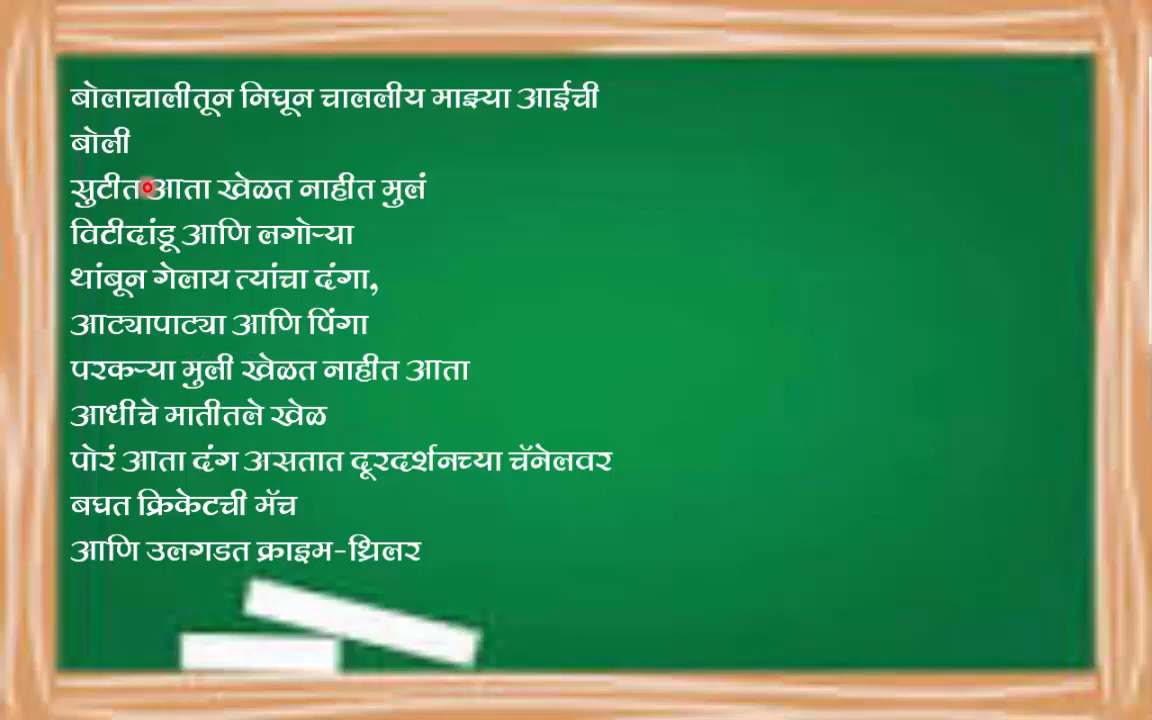 बोलाचालीतून निघून चाललीय माझ्या आईची
बोली
सुटीत आता खेळत नाहीत मुलं
विटीदांडू आणि लगोऱ्या
थांबून गेलाय त्यांचा दंगा,
आट्यापाट्या आणि पिंगा
परकऱ्या मुली खेळत नाहीत आता
आधीचे मातीतले खेळ
पोरं आता दंग असतात दूरदर्शनच्या चॅनेलवर
बघत क्रिकेटची मॅच
आणि उलगडत क्राइम-थ्रिलर